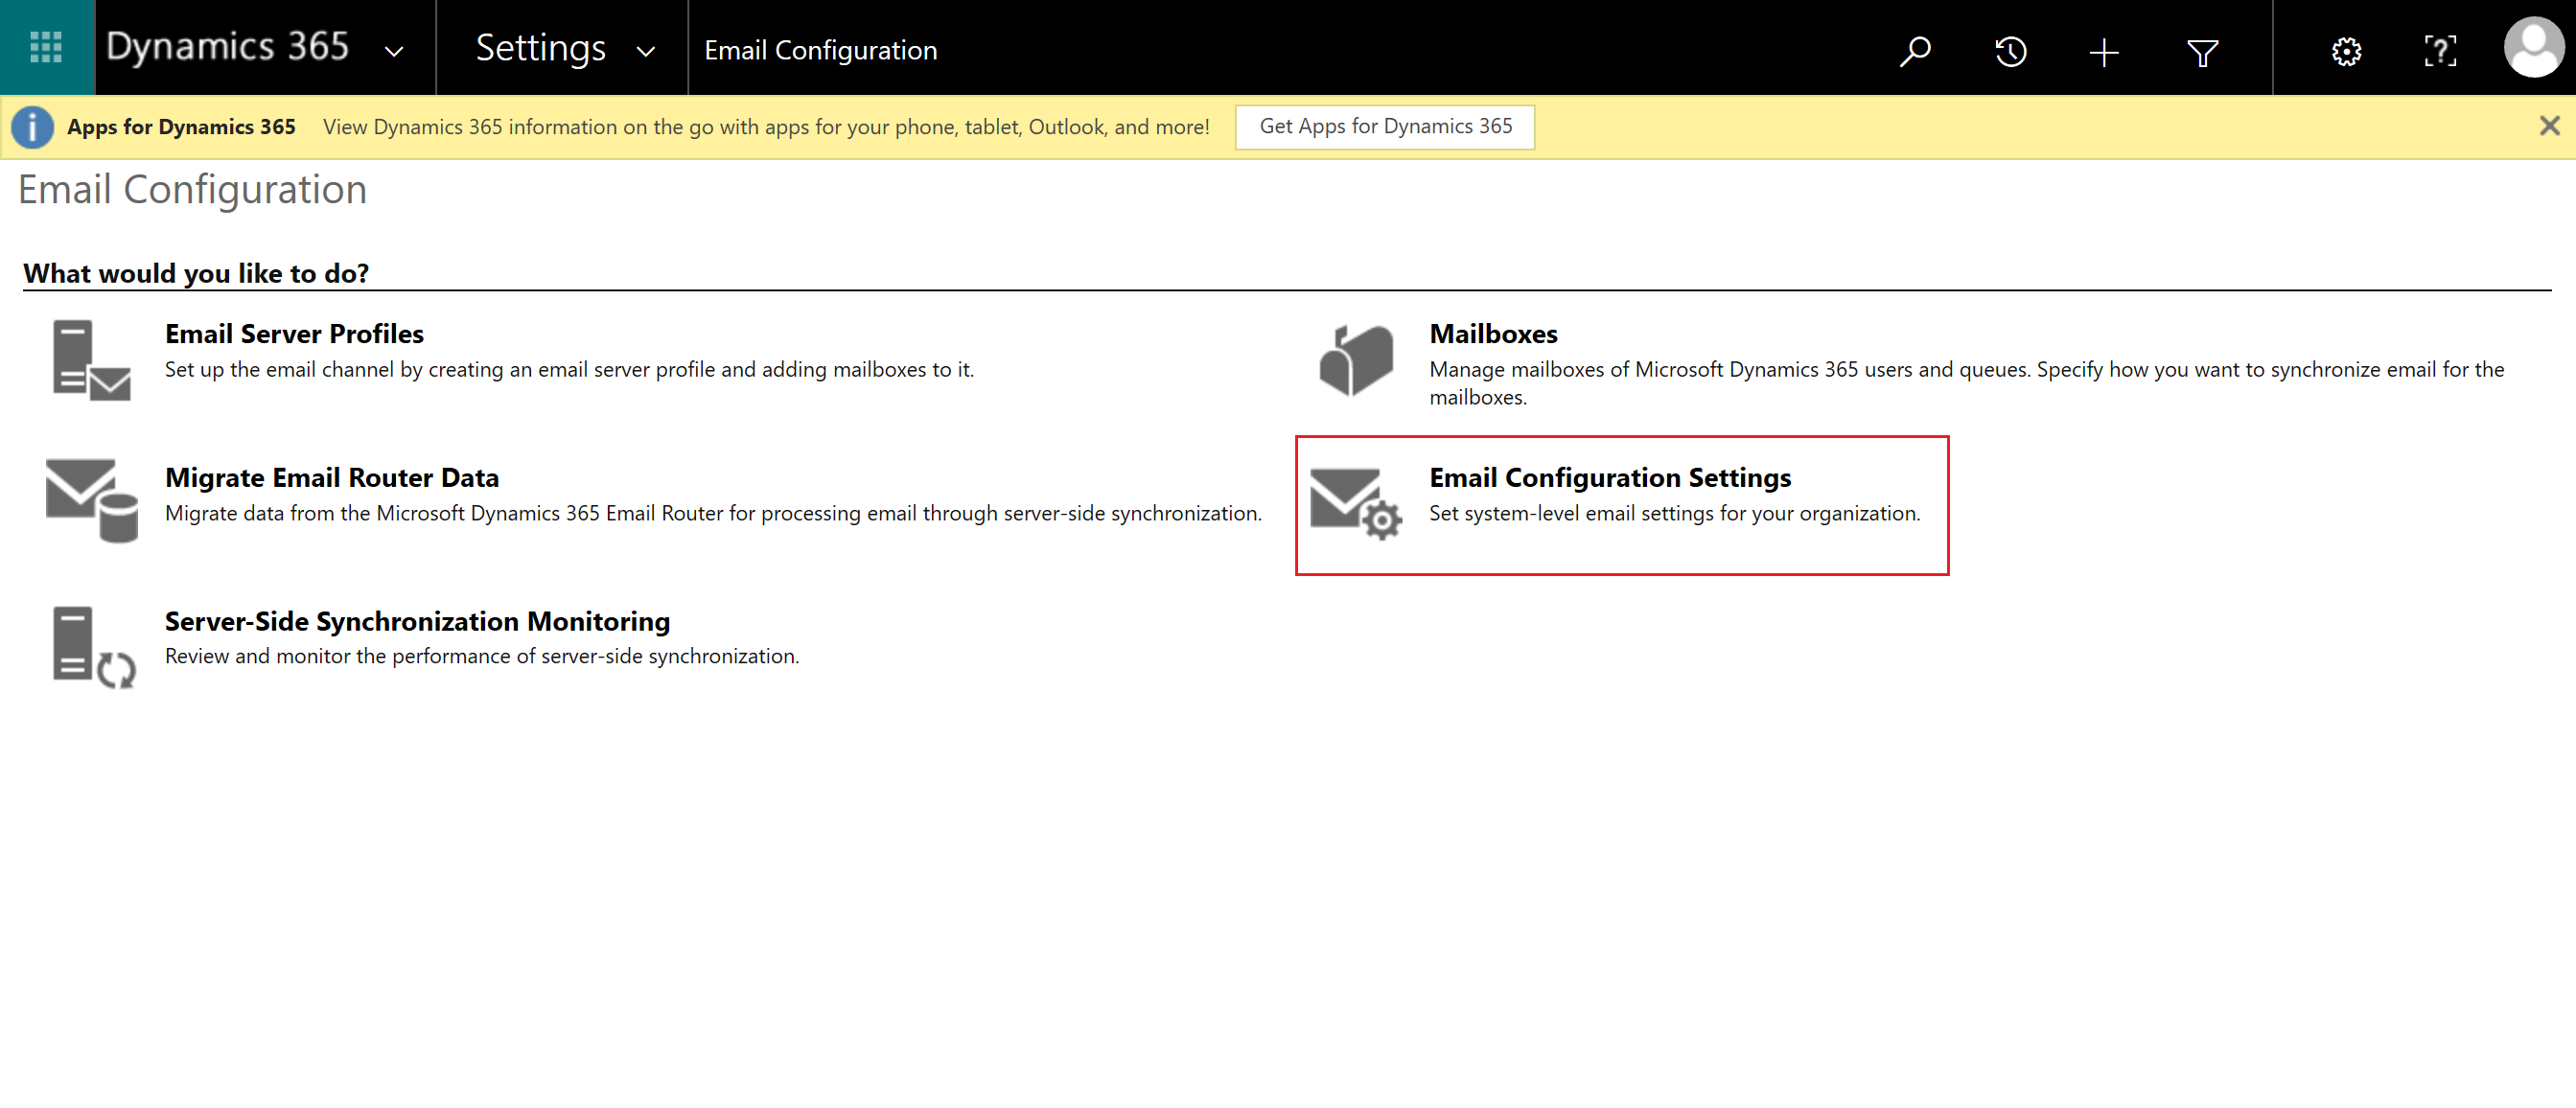 Dynamics 365
Settings
Email Configuration
Apps for Dynamics 365
View Dynamics 365 information on the go with apps for your phone, tablet, Outlook, and more!
Get Apps for Dynamics 365
Email Configuration
What would you like to do?
Email Server Profiles
Set up the email channel by creating an email server profile and adding mailboxes to it.
Mailboxes
Manage mailboxes of Microsoft Dynamics 365 users and queues. Specify how you want to synchronize email for the
mailboxes.
Migrate Email Router Data
Migrate data from the Microsoft Dynamics 365 Email Router for processing email through server-side synchronization.
Email Configuration Settings
Set system-level email settings for your organization.
Server-Side Synchronization Monitoring
Review and monitor the performance of server-side synchronization.